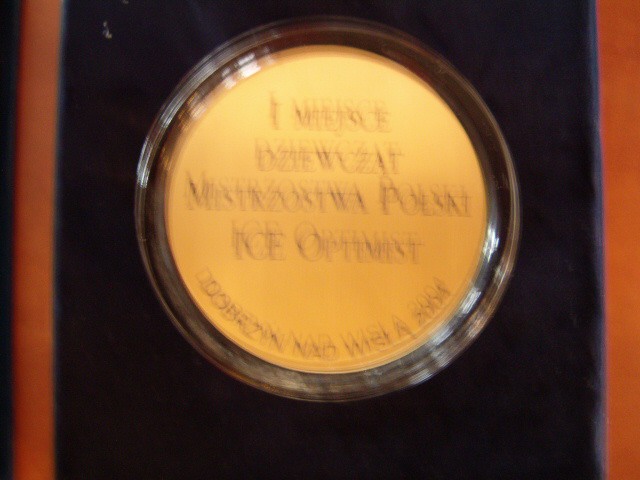 I MIEJSCE
DZIEWCZĄT
MISTRZOSTWA POLSKI
ICE OPTIMIST
DOBRZYŃ NAD WISŁĄ